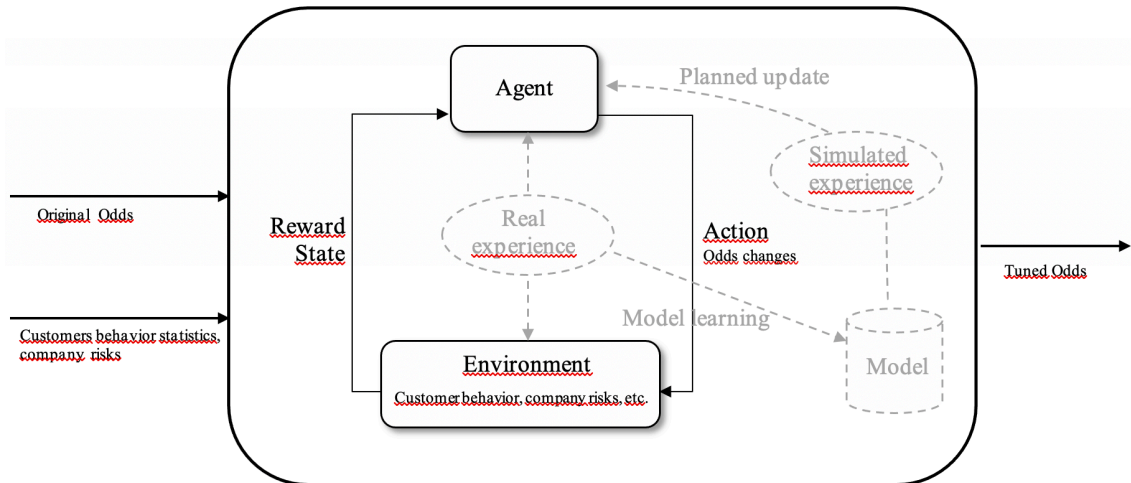 Agent
Planned update
Simulated
experience
Original Odds
Real
experience
Reward
State
Action
Odds changes
Tuned Odds
Customers behavior statistics,
company risks
Model learning
Environment
Customer behavior, company risks, etc.
Model